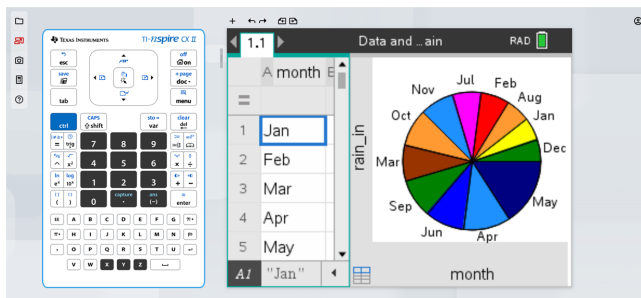 TEXAS INSTRUMENTS TI-nspire CX II
esc
off
on
save
+page
doc
tab
menu
ctrl
CAPS
shift
sto
var
clear
del
trig
7
8
9
4
5
6
ln
log
1
2
3
capture
ans
0
(-)
enter
EE A B C D E F G
H I J K L M N
O P Q R S T U
V W X Y Z
1.1
Data and ...ain
RAD
A month
1 Jan
2 Feb
3 Mar
4 Apr
5 May
A1 "Jan"
rain_in
Jul
Feb
Aug
Jan
Dec
May
Apr
Jun
Sep
Mar
Oct
Nov
month